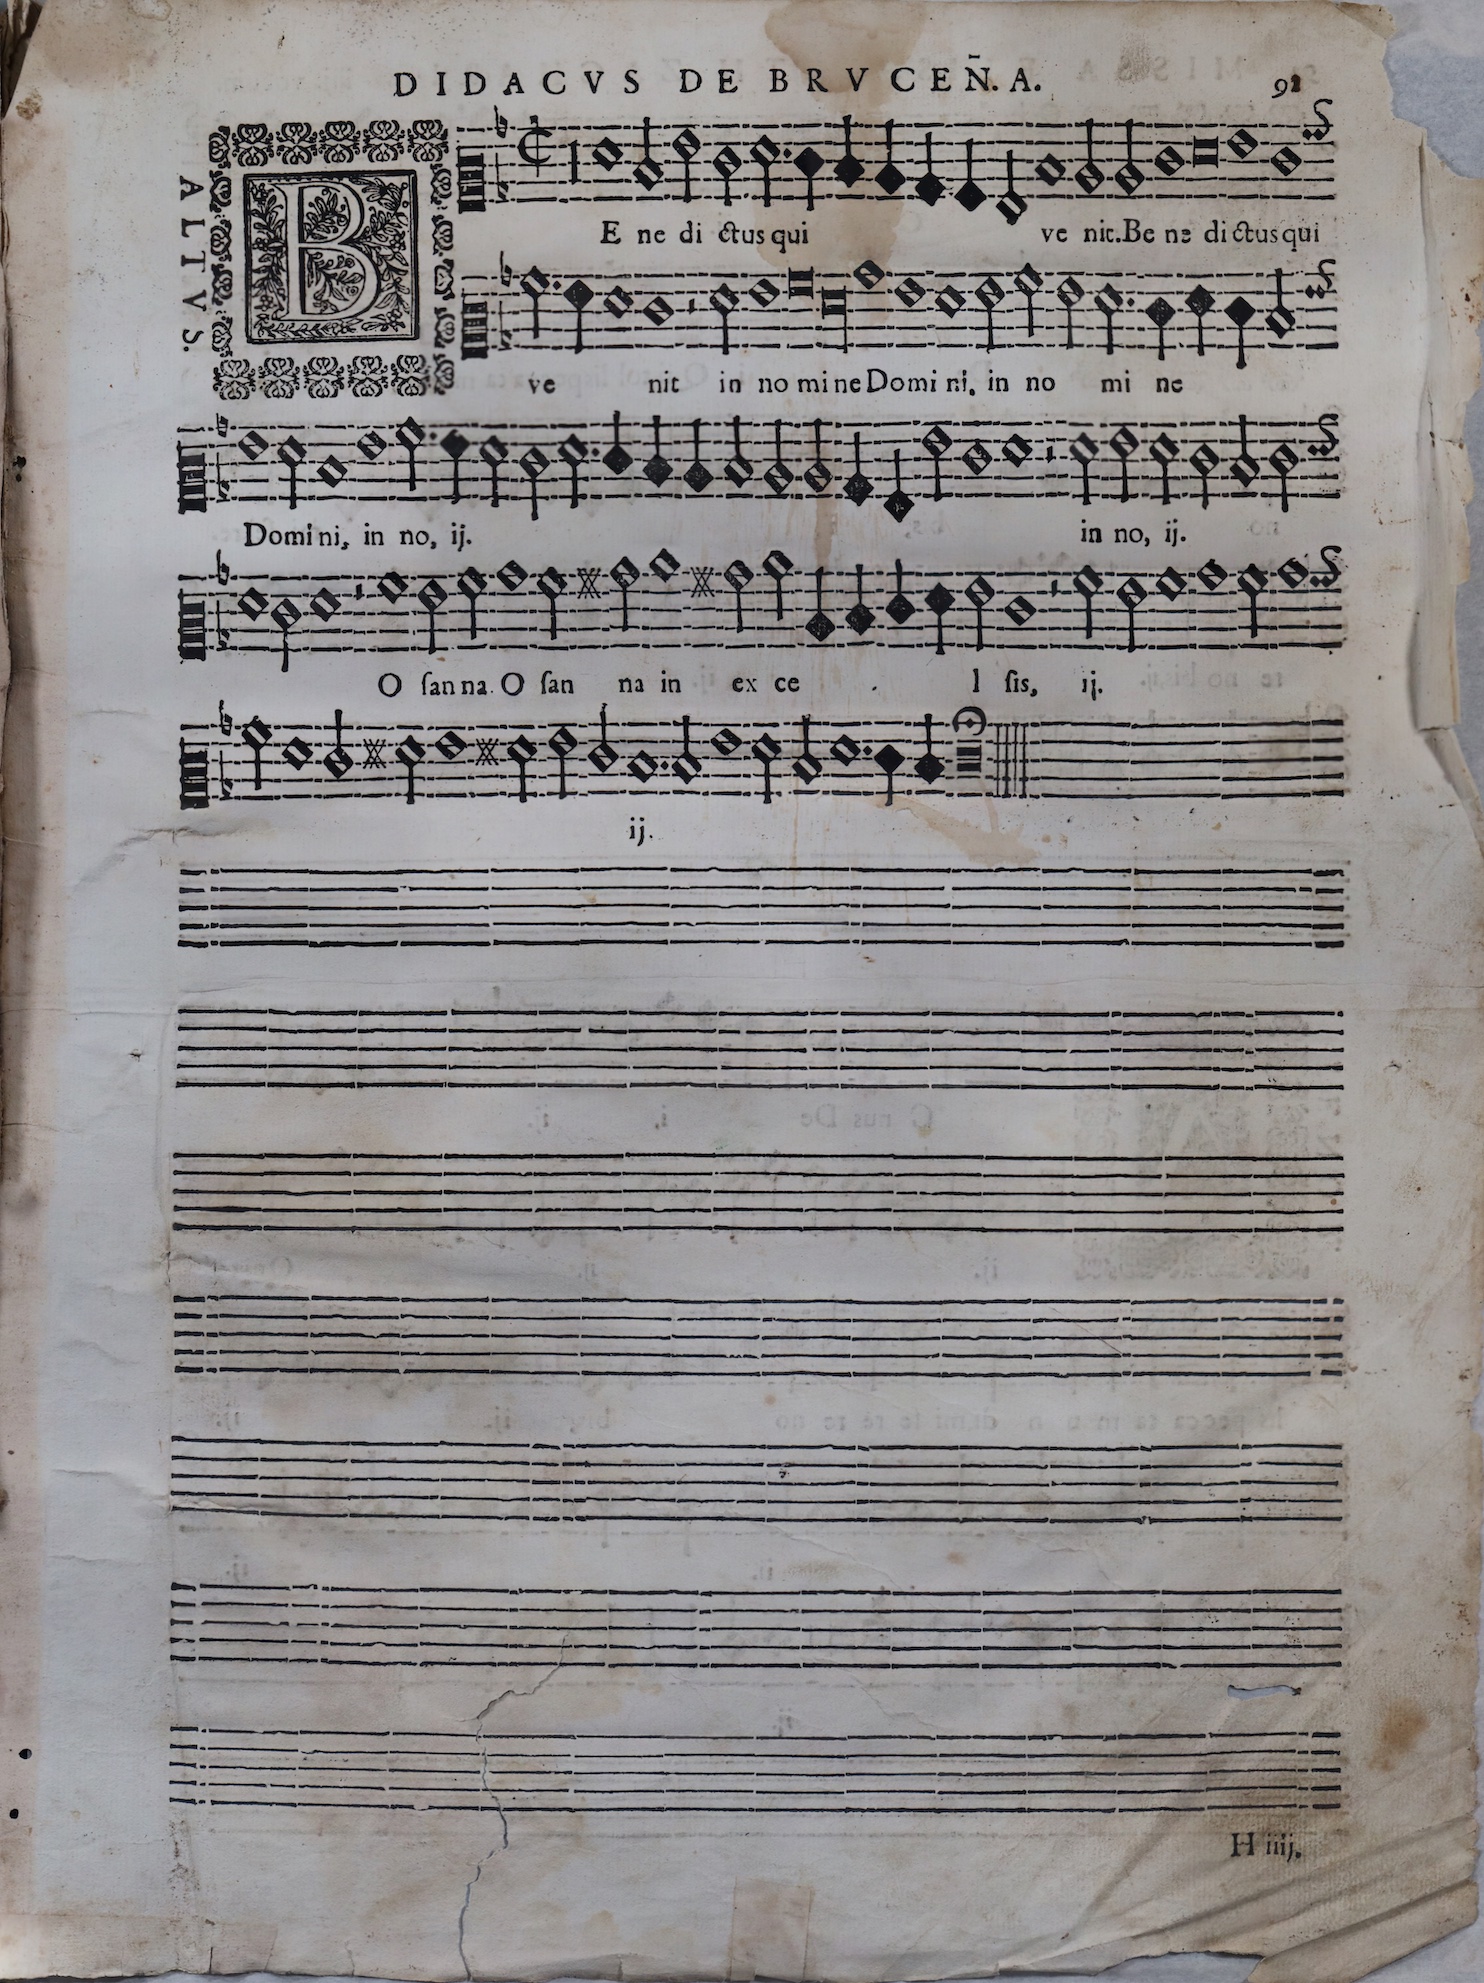 DIDACVS DE BRVCEÑ. A. 91
ALTVS.
B
E ne di ctus qui ve nit. Be ne di ctus qui
ve nit in no mi ne Domi ni, in no mi ne
Domi ni, in no, ij. in no, ij.
O ſan na. O ſan na in ex ce l ſis, ij.
ij.
H iiij.